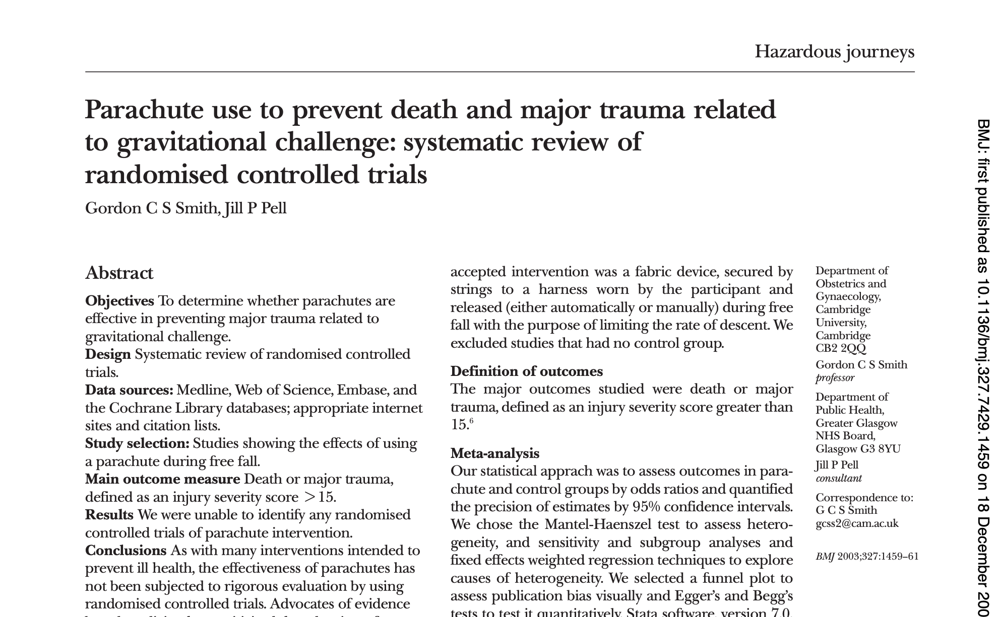 Hazardous journeys
Parachute use to prevent death and major trauma related
to gravitational challenge: systematic review of
randomised controlled trials
Gordon C S Smith, Jill P Pell
Abstract
Objectives To determine whether parachutes are
effective in preventing major trauma related to
gravitational challenge.
Design Systematic review of randomised controlled
trials.
Data sources: Medline, Web of Science, Embase, and
the Cochrane Library databases; appropriate internet
sites and citation lists.
Study selection: Studies showing the effects of using
a parachute during free fall.
Main outcome measure Death or major trauma,
defined as an injury severity score > 15.
Results We were unable to identify any randomised
controlled trials of parachute intervention.
Conclusions As with many interventions intended to
prevent ill health, the effectiveness of parachutes has
not been subjected to rigorous evaluation by using
randomised controlled trials. Advocates of evidence
accepted intervention was a fabric device, secured by
strings to a harness worn by the participant and
released (either automatically or manually) during free
fall with the purpose of limiting the rate of descent. We
excluded studies that had no control group.
Definition of outcomes
The major outcomes studied were death or major
trauma, defined as an injury severity score greater than
15.6
Meta-analysis
Our statistical apprach was to assess outcomes in para-
chute and control groups by odds ratios and quantified
the precision of estimates by 95% confidence intervals.
We chose the Mantel-Haenszel test to assess hetero-
geneity, and sensitivity and subgroup analyses and
fixed effects weighted regression techniques to explore
causes of heterogeneity. We selected a funnel plot to
assess publication bias visually and Egger's and Begg's
tests to test it quantitatively. Stata software, version 7.0,
Department of
Obstetrics and
Gynaecology,
Cambridge
University,
Cambridge
CB2 2QQ
Gordon C S Smith
professor
Department of
Public Health,
Greater Glasgow
NHS Board,
Glasgow G3 8YU
Jill P Pell
consultant
Correspondence to:
G C S Smith
gcss2@cam.ac.uk
BMJ 2003;327:1459–61
BMJ: first published as 10.1136/bmj.327.7429.1459 on 18 December 200